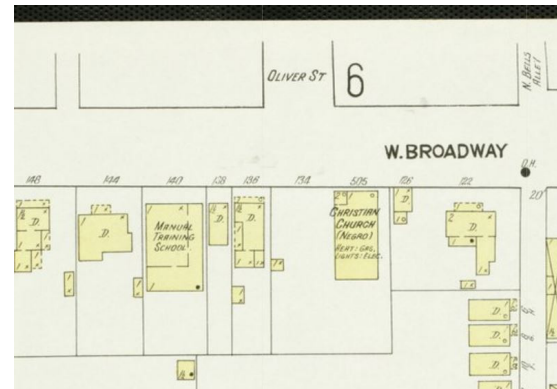 OLIVER ST
6
N. BELLS
ALLEY
W. BROADWAY
D.H.
148
144
140
138
136
134
505
126
122
20"
D.
D.
MANUAL
TRAINING
SCHOOL.
D.
D.
CHRISTIAN
CHURCH
(NEGRO)
HEAT: GAS.
LIGHTS: ELEC.
D.
D.
D.
D.
D.